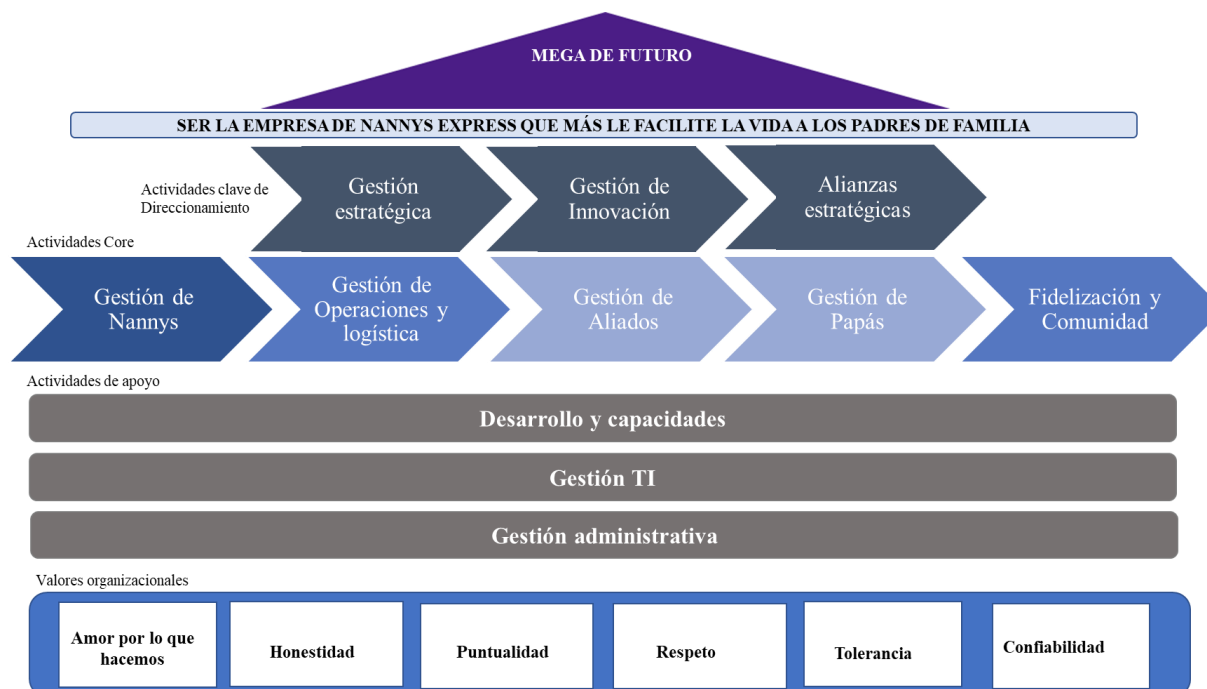 MEGA DE FUTURO
SER LA EMPRESA DE NANNYS EXPRESS QUE MÁS LE FACILITE LA VIDA A LOS PADRES DE FAMILIA
Actividades clave de
Direccionamiento
Gestión
estratégica
Gestión de
Innovación
Alianzas
estratégicas
Actividades Core
Gestión de
Nannys
Gestión de
Operaciones y
logística
Gestión de
Aliados
Gestión de
Papás
Fidelización y
Comunidad
Actividades de apoyo
Desarrollo y capacidades
Gestión TI
Gestión administrativa
Valores organizacionales
Amor por lo que
hacemos
Honestidad
Puntualidad
Respeto
Tolerancia
Confiabilidad